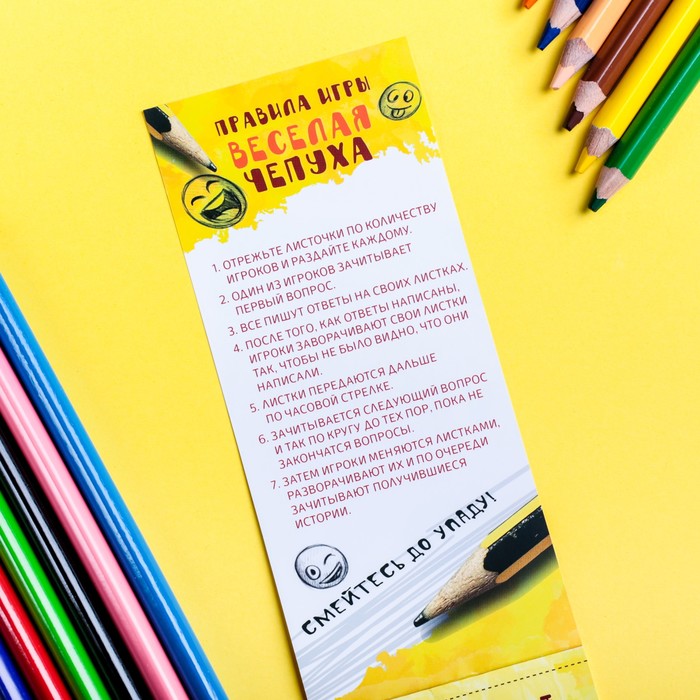 ПРАВИЛА ИГРЫ
ВЕСЕЛАЯ
ЧЕПУХА
1. ОТРЕЖЬТЕ ЛИСТОЧКИ ПО КОЛИЧЕСТВУ
ИГРОКОВ И РАЗДАЙТЕ КАЖДОМУ.
2. ОДИН ИЗ ИГРОКОВ ЗАЧИТЫВАЕТ
ПЕРВЫЙ ВОПРОС.
3. ВСЕ ПИШУТ ОТВЕТЫ НА СВОИХ ЛИСТКАХ.
4. ПОСЛЕ ТОГО, КАК ОТВЕТЫ НАПИСАНЫ,
ИГРОКИ ЗАВОРАЧИВАЮТ СВОИ ЛИСТКИ
ТАК, ЧТОБЫ НЕ БЫЛО ВИДНО, ЧТО ОНИ
НАПИСАЛИ.
5. ЛИСТКИ ПЕРЕДАЮТСЯ ДАЛЬШЕ
ПО ЧАСОВОЙ СТРЕЛКЕ.
6. ЗАЧИТЫВАЕТСЯ СЛЕДУЮЩИЙ ВОПРОС
И ТАК ПО КРУГУ ДО ТЕХ ПОР, ПОКА НЕ
ЗАКОНЧАТСЯ ВОПРОСЫ.
7. ЗАТЕМ ИГРОКИ МЕНЯЮТСЯ ЛИСТКАМИ,
РАЗВОРАЧИВАЮТ ИХ И ПО ОЧЕРЕДИ
ЗАЧИТЫВАЮТ ПОЛУЧИВШИЕСЯ
ИСТОРИИ.
СМЕЙТЕСЬ ДО УПАДУ!